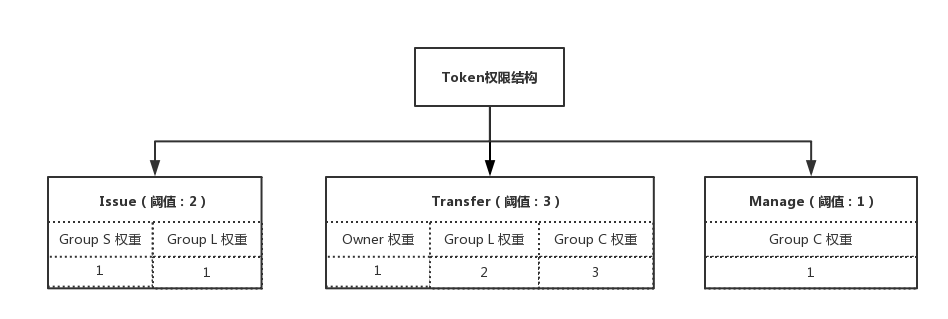 Token权限结构
Issue（阈值：2）
Group S 权重 Group L 权重
1 1
Transfer（阈值：3）
Owner 权重 Group L 权重 Group C 权重
1 2 3
Manage（阈值：1）
Group C 权重
1